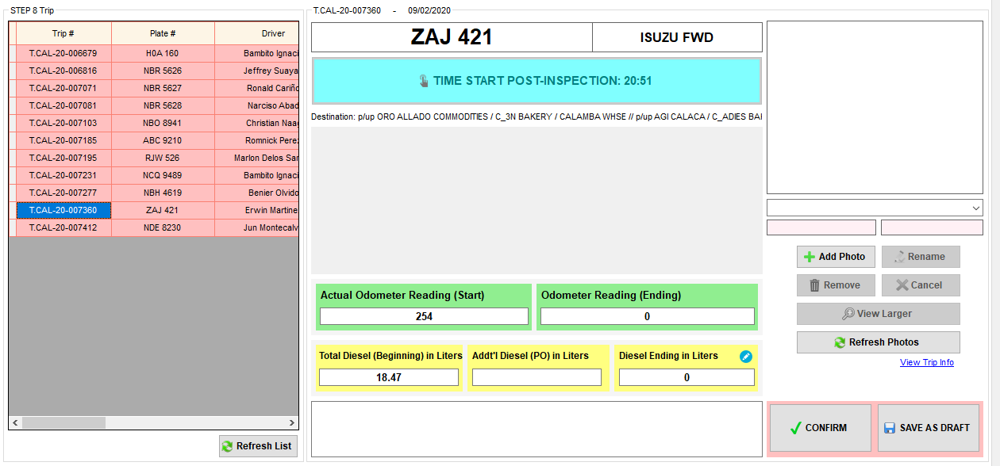 STEP 8 Trip
Trip # Plate # Driver
T.CAL-20-006679 H0A 160 Bambito Ignaci
T.CAL-20-006816 NBR 5626 Jeffrey Suaya
T.CAL-20-007071 NBR 5627 Ronald Cariño
T.CAL-20-007081 NBR 5628 Narciso Abad
T.CAL-20-007103 NBO 8941 Christian Naag
T.CAL-20-007185 ABC 9210 Romnick Perez
T.CAL-20-007195 RJW 526 Marlon Delos San
T.CAL-20-007231 NCQ 9489 Bambito Ignaci
T.CAL-20-007277 NBH 4619 Benier Olvido
T.CAL-20-007360 ZAJ 421 Erwin Martine
T.CAL-20-007412 NDE 8230 Jun Montecalv
Refresh List
T.CAL-20-007360 - 09/02/2020
ZAJ 421 ISUZU FWD
TIME START POST-INSPECTION: 20:51
Destination: p/up ORO ALLADO COMMODITIES / C_3N BAKERY / CALAMBA WHSE // p/up AGI CALACA / C_ADIES BAI
Actual Odometer Reading (Start) Odometer Reading (Ending)
254 0
Total Diesel (Beginning) in Liters Addt'l Diesel (PO) in Liters Diesel Ending in Liters
18.47 0
Add Photo Rename
Remove Cancel
View Larger
Refresh Photos
View Trip Info
CONFIRM SAVE AS DRAFT